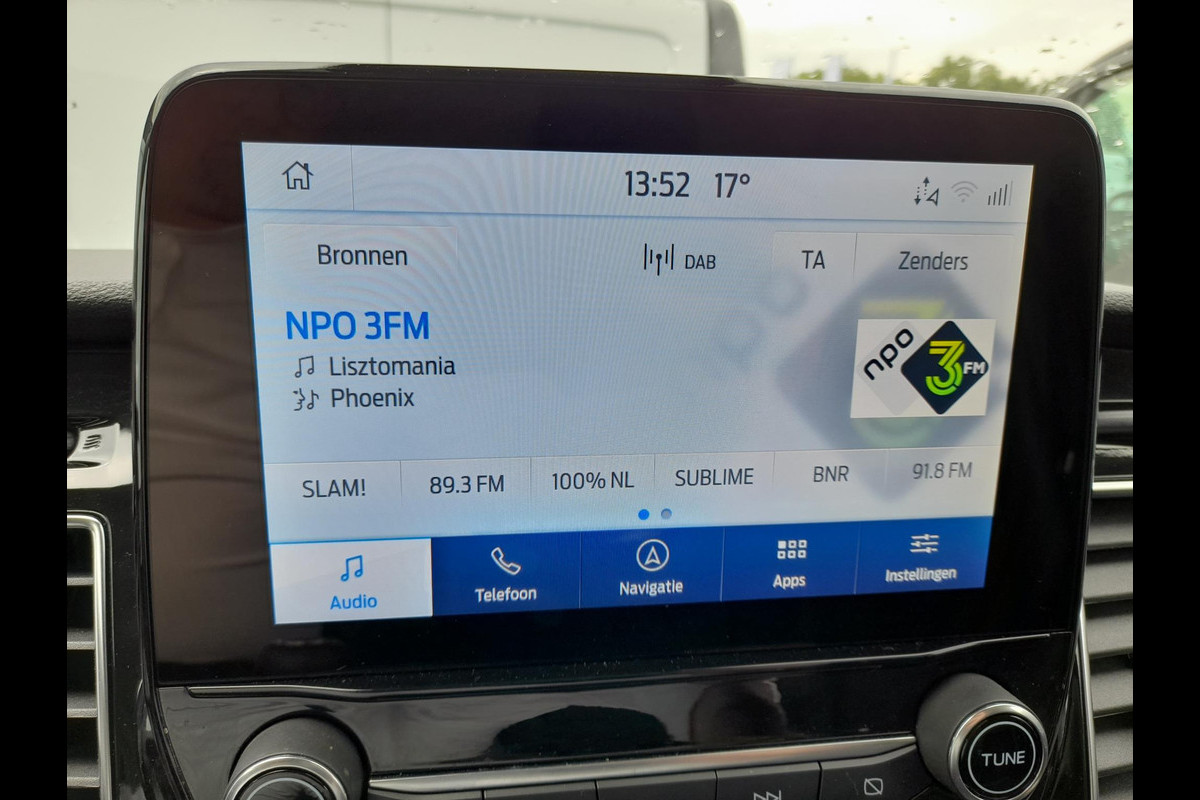 13:52 17°
Bronnen DAB TA Zenders
NPO 3FM
Lisztomania
Phoenix
npo 3FM
SLAM! 89.3 FM 100% NL SUBLIME BNR 91.8 FM
Audio Telefoon Navigatie Apps Instellingen
TUNE